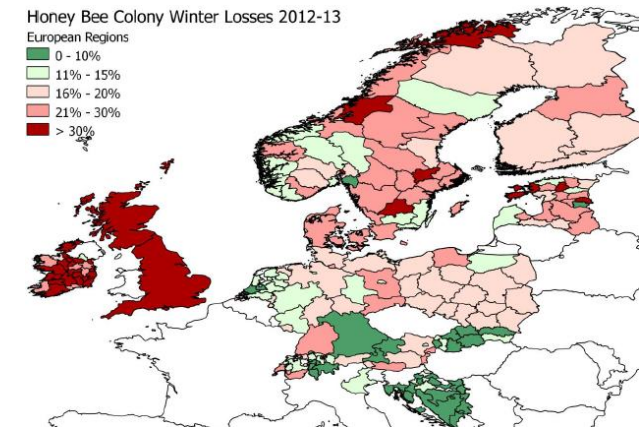 Honey Bee Colony Winter Losses 2012-13
European Regions
0 - 10%
11% - 15%
16% - 20%
21% - 30%
> 30%